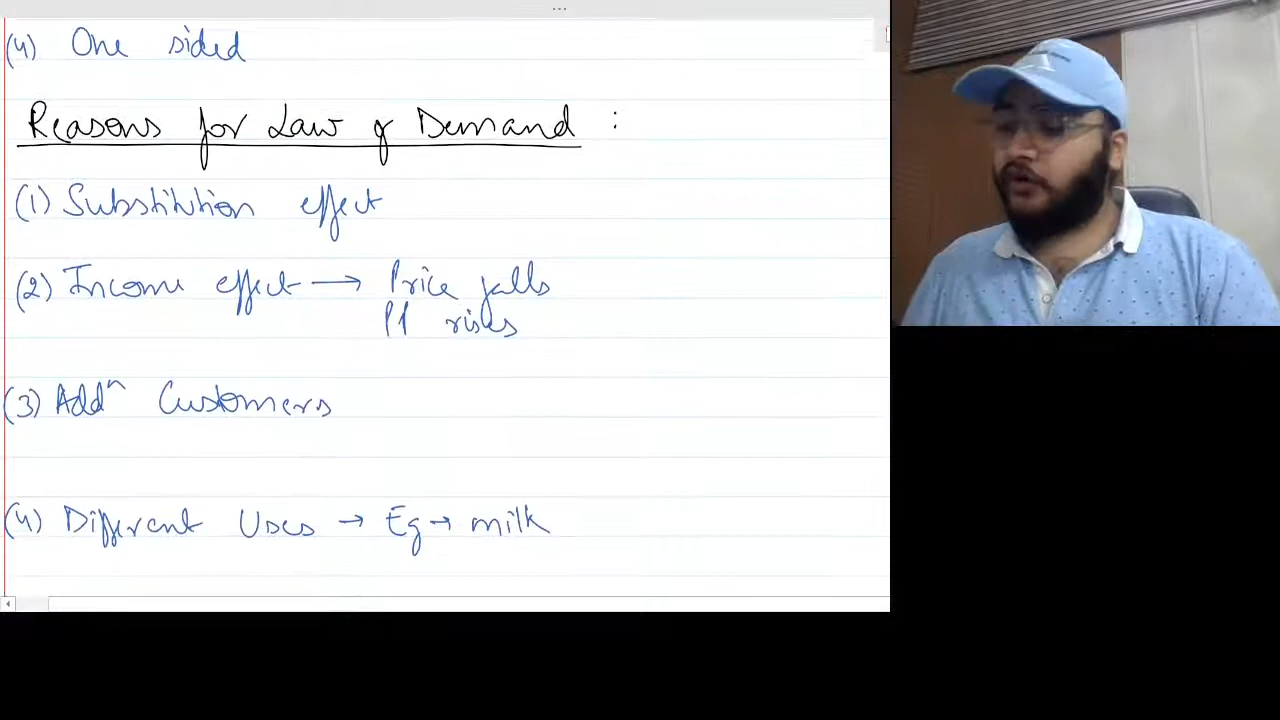 (4) One sided
Reasons for Law of Demand :
(1) Substitution effect
(2) Income effect → Price falls
PP rises
(3) Addⁿ Customers
(4) Different Uses → Eg → milk